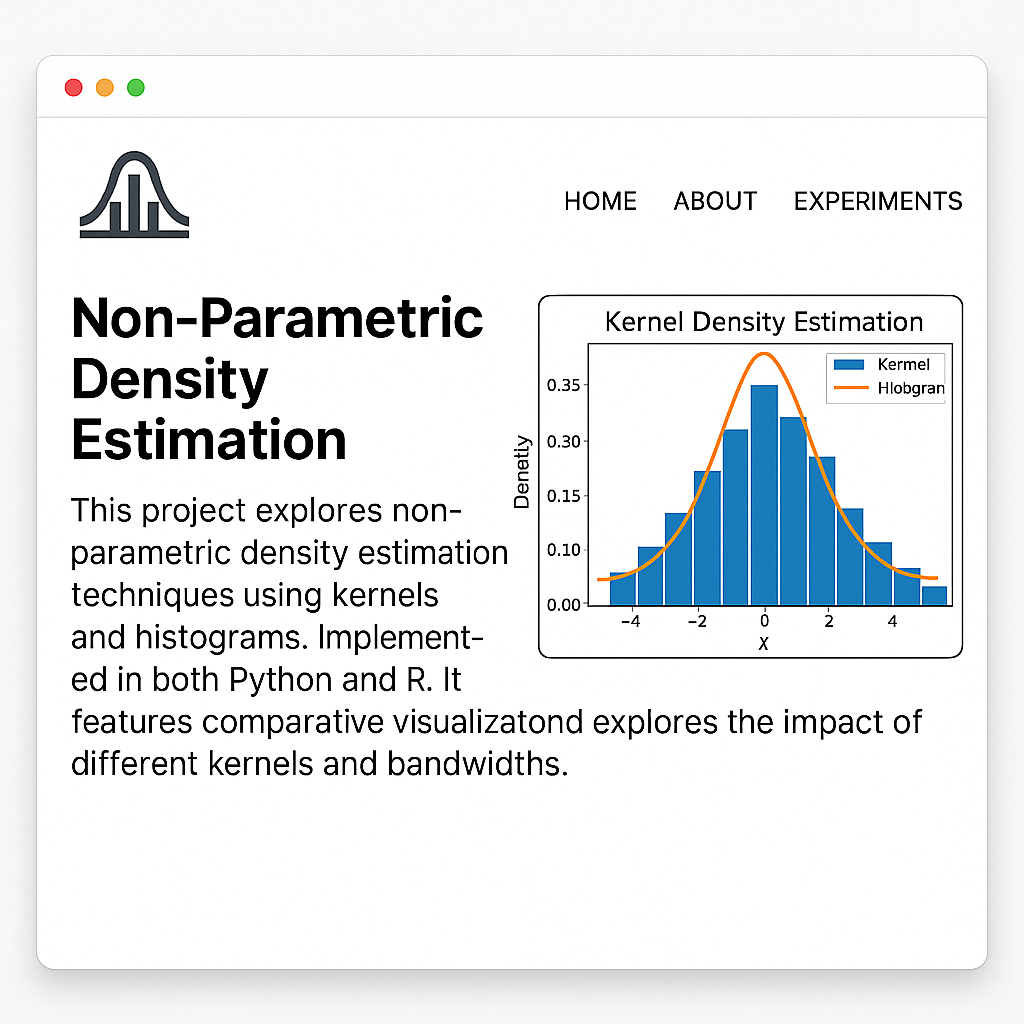 HOME ABOUT EXPERIMENTS
Non-Parametric
Density
Estimation
This project explores non-
parametric density estimation
techniques using kernels
and histograms. Implement-
ed in both Python and R. It
features comparative visualizatond explores the impact of
different kernels and bandwidths.
Kernel Density Estimation
Kermel
Hlobgran
Denetly
0.35
0.30
0.15
0.10
0.00
−4 −2 0 2 4
X